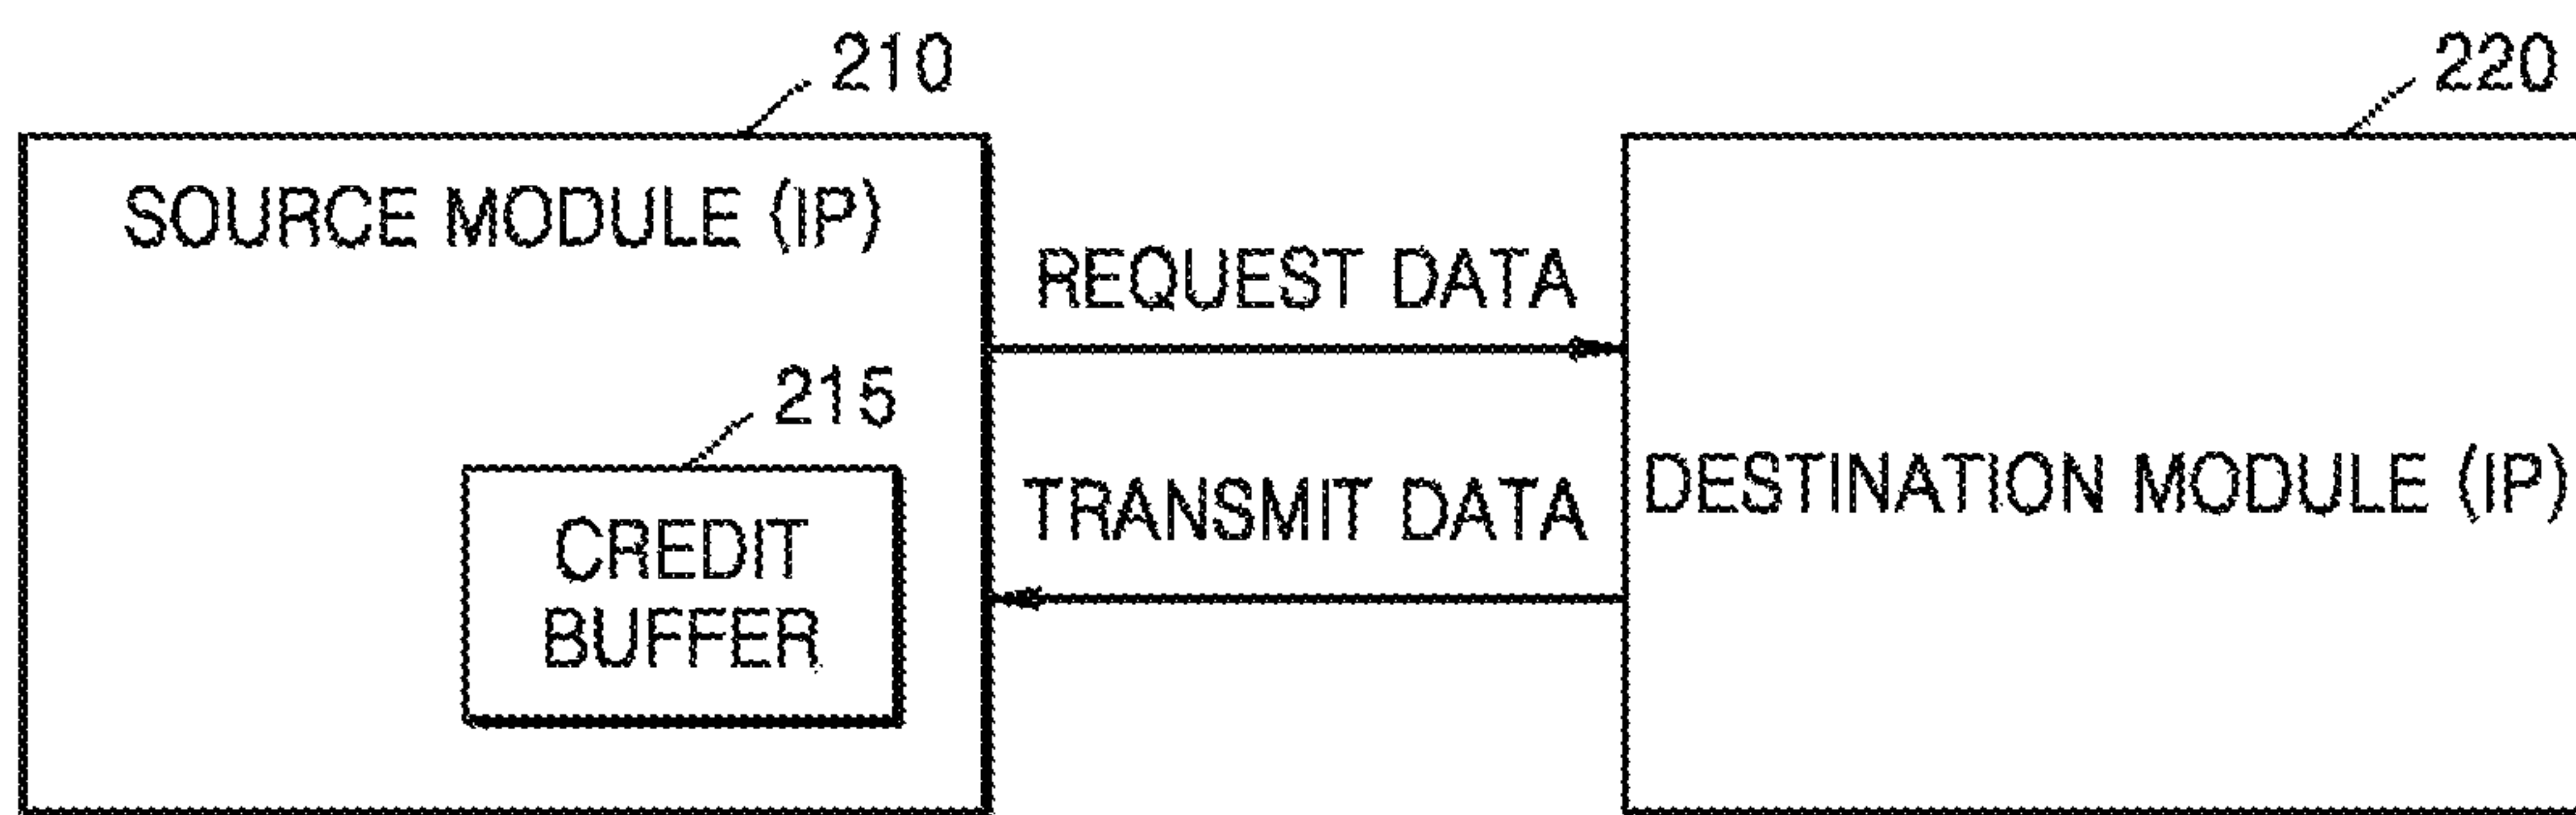 210
220
SOURCE MODULE (IP)
REQUEST DATA
215
TRANSMIT DATA
DESTINATION MODULE (IP)
CREDIT
BUFFER